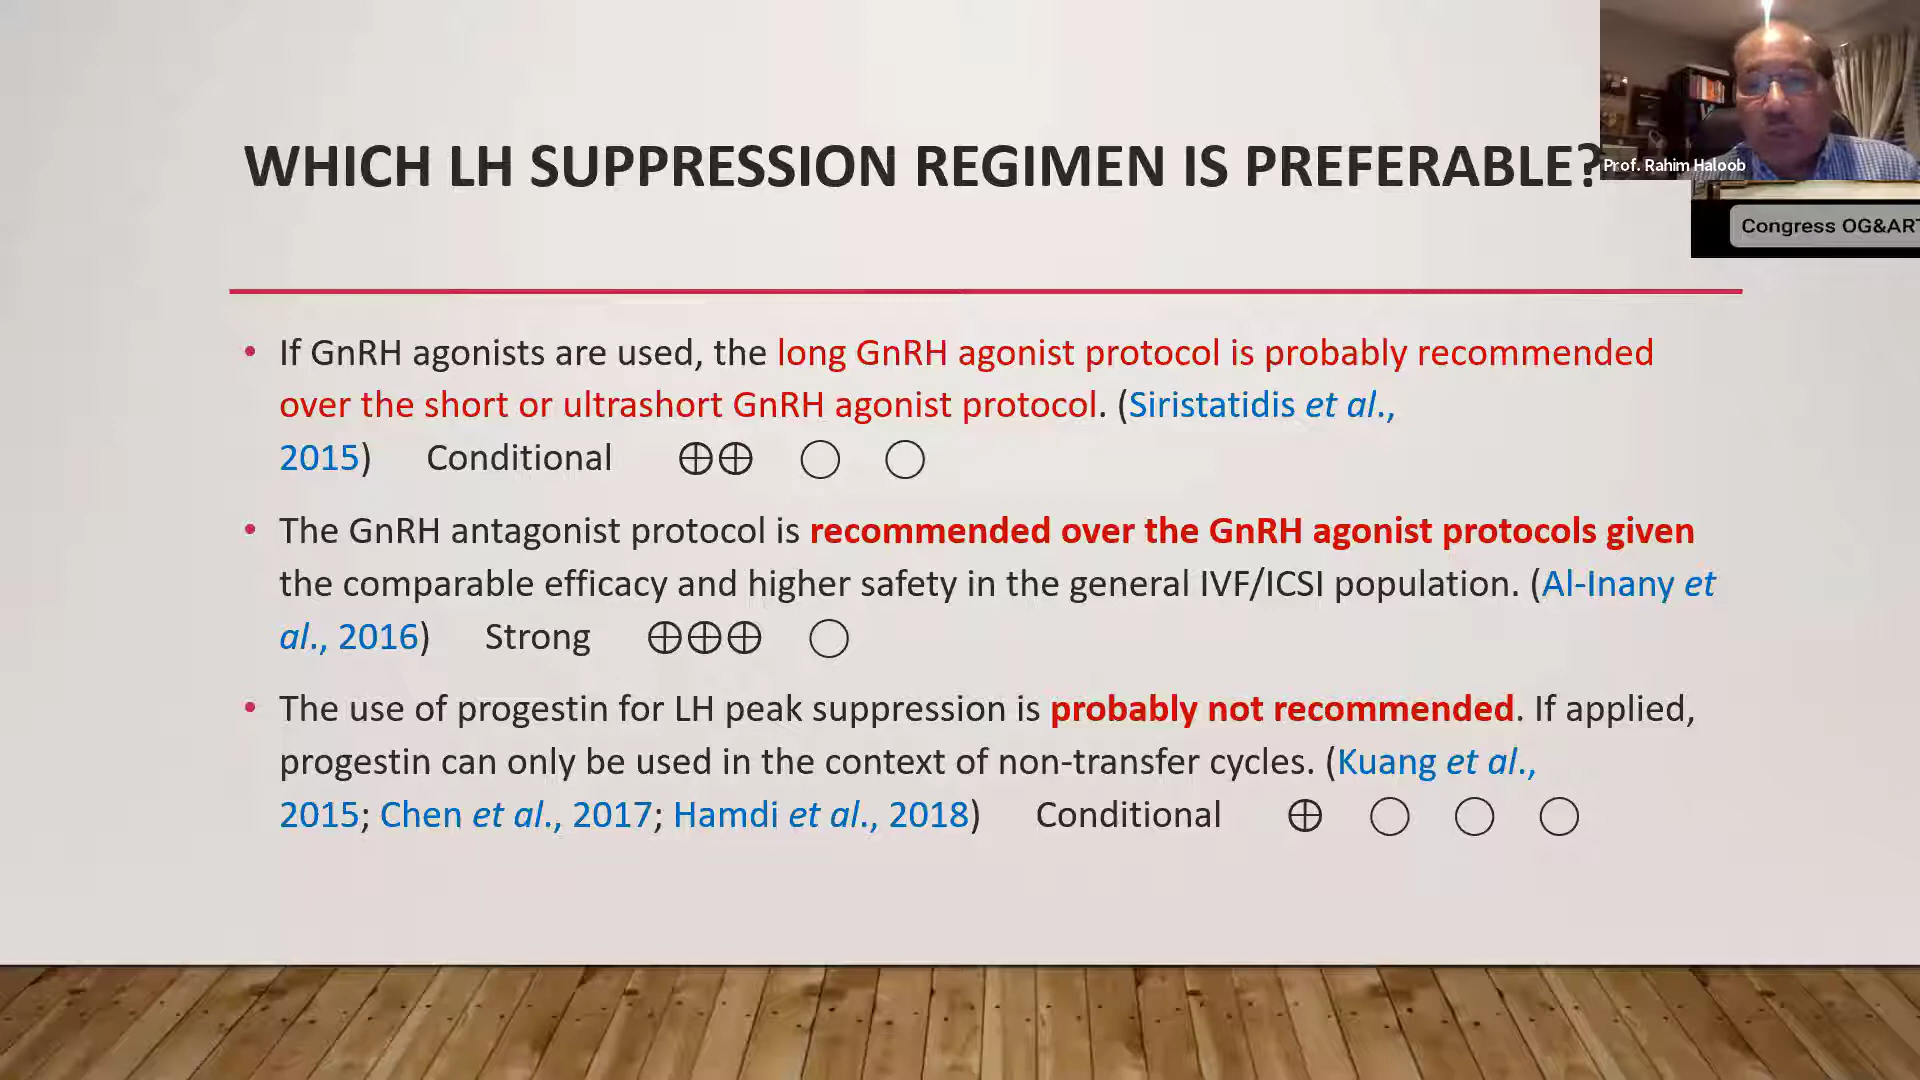 WHICH LH SUPPRESSION REGIMEN IS PREFERABLE?
Prof. Rahim Haloob
Congress OG&ART
• If GnRH agonists are used, the long GnRH agonist protocol is probably recommended
over the short or ultrashort GnRH agonist protocol. (Siristatidis et al.,
2015) Conditional ⊕⊕ ◯ ◯
• The GnRH antagonist protocol is recommended over the GnRH agonist protocols given
the comparable efficacy and higher safety in the general IVF/ICSI population. (Al-Inany et
al., 2016) Strong ⊕⊕⊕ ◯
• The use of progestin for LH peak suppression is probably not recommended. If applied,
progestin can only be used in the context of non-transfer cycles. (Kuang et al.,
2015; Chen et al., 2017; Hamdi et al., 2018) Conditional ⊕ ◯ ◯ ◯